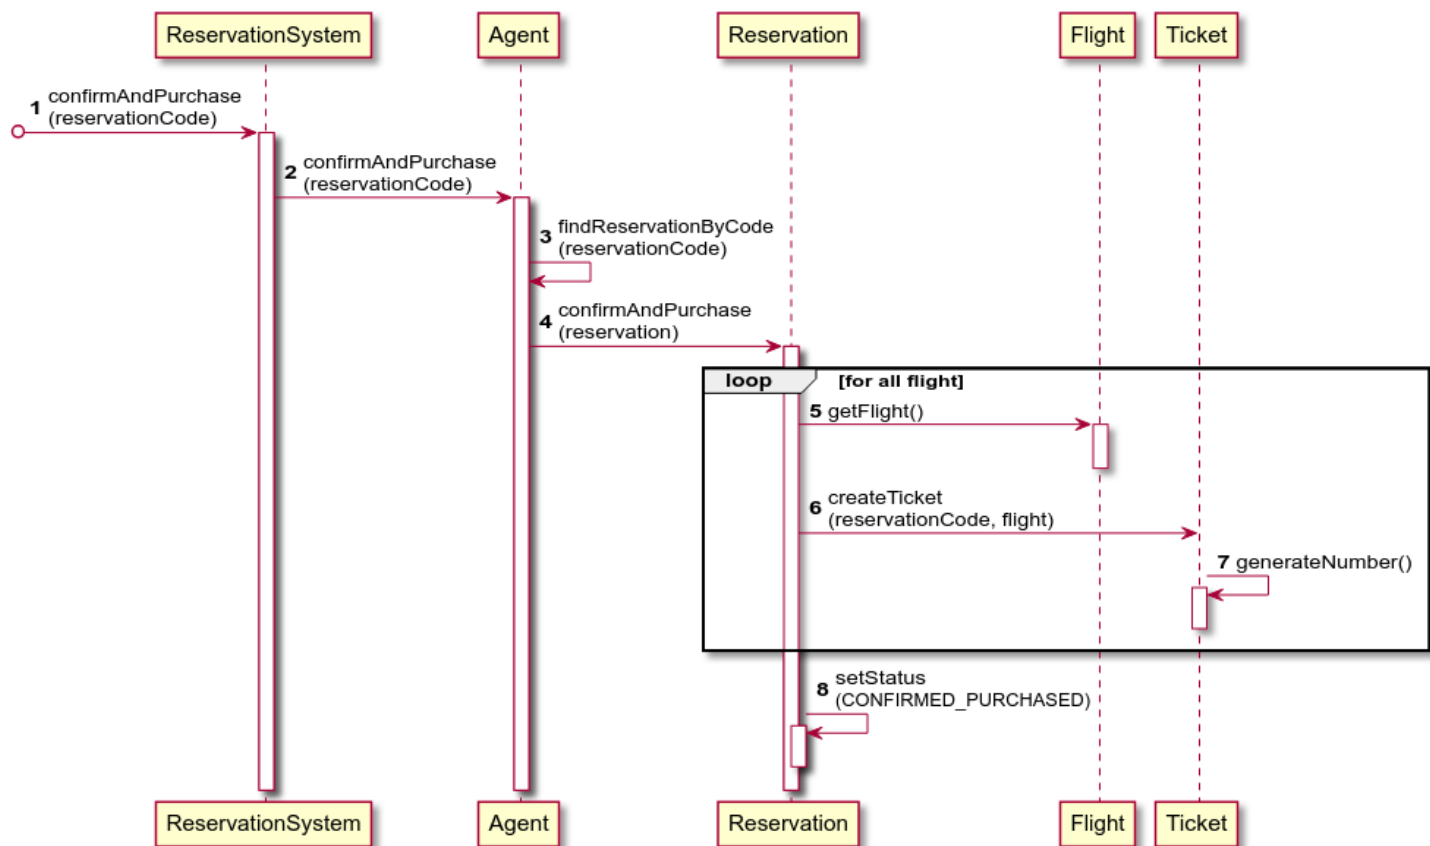 ReservationSystem
Agent
Reservation
Flight
Ticket
1 confirmAndPurchase
(reservationCode)
2 confirmAndPurchase
(reservationCode)
3 findReservationByCode
(reservationCode)
4 confirmAndPurchase
(reservation)
loop [for all flight]
5 getFlight()
6 createTicket
(reservationCode, flight)
7 generateNumber()
8 setStatus
(CONFIRMED_PURCHASED)
ReservationSystem
Agent
Reservation
Flight
Ticket